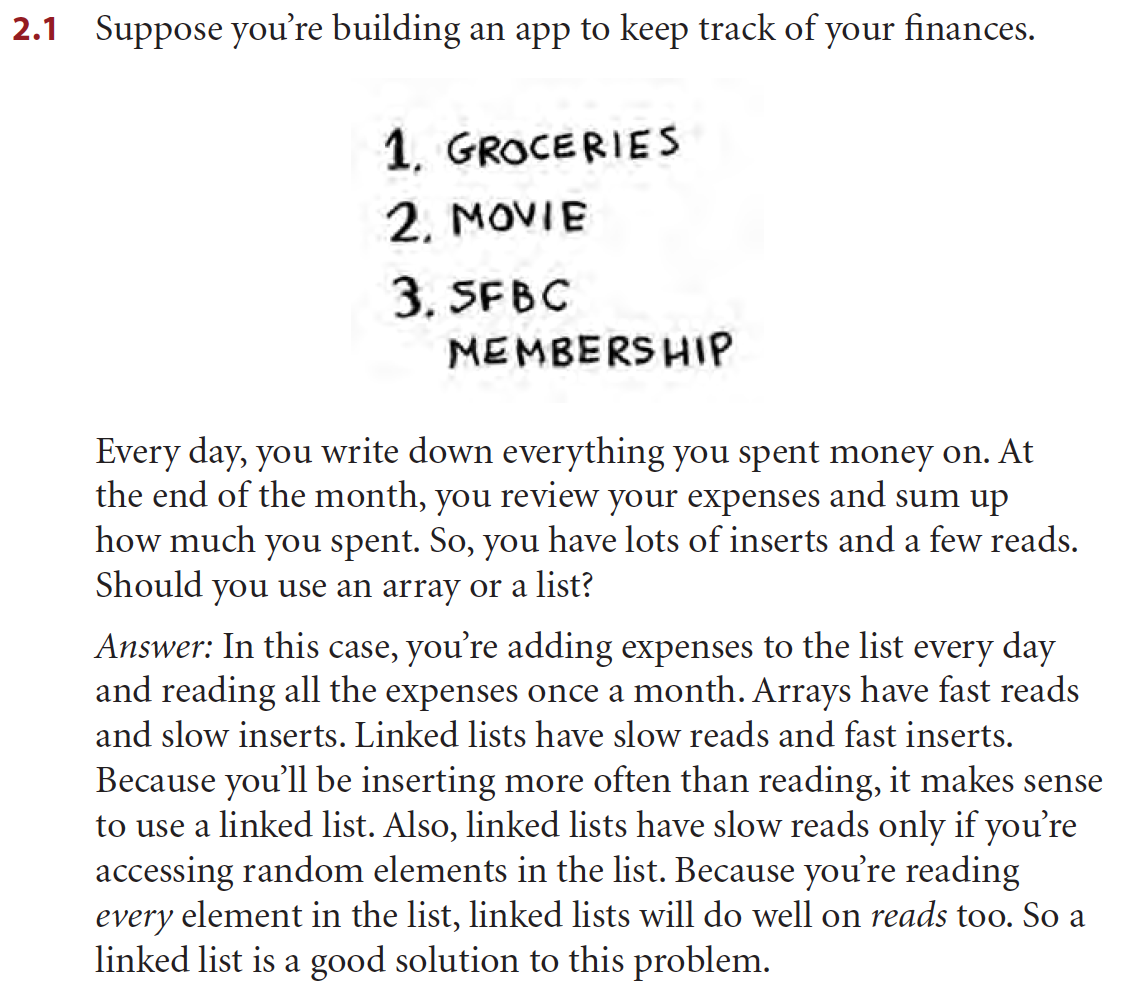 2.1 Suppose you’re building an app to keep track of your finances.
1. GROCERIES
2. MOVIE
3. SFBC
MEMBERSHIP
Every day, you write down everything you spent money on. At
the end of the month, you review your expenses and sum up
how much you spent. So, you have lots of inserts and a few reads.
Should you use an array or a list?
Answer: In this case, you’re adding expenses to the list every day
and reading all the expenses once a month. Arrays have fast reads
and slow inserts. Linked lists have slow reads and fast inserts.
Because you’ll be inserting more often than reading, it makes sense
to use a linked list. Also, linked lists have slow reads only if you’re
accessing random elements in the list. Because you’re reading
every element in the list, linked lists will do well on reads too. So a
linked list is a good solution to this problem.